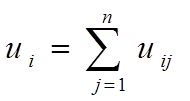 u_i = \sum_{j=1}^{n} u_{ij}